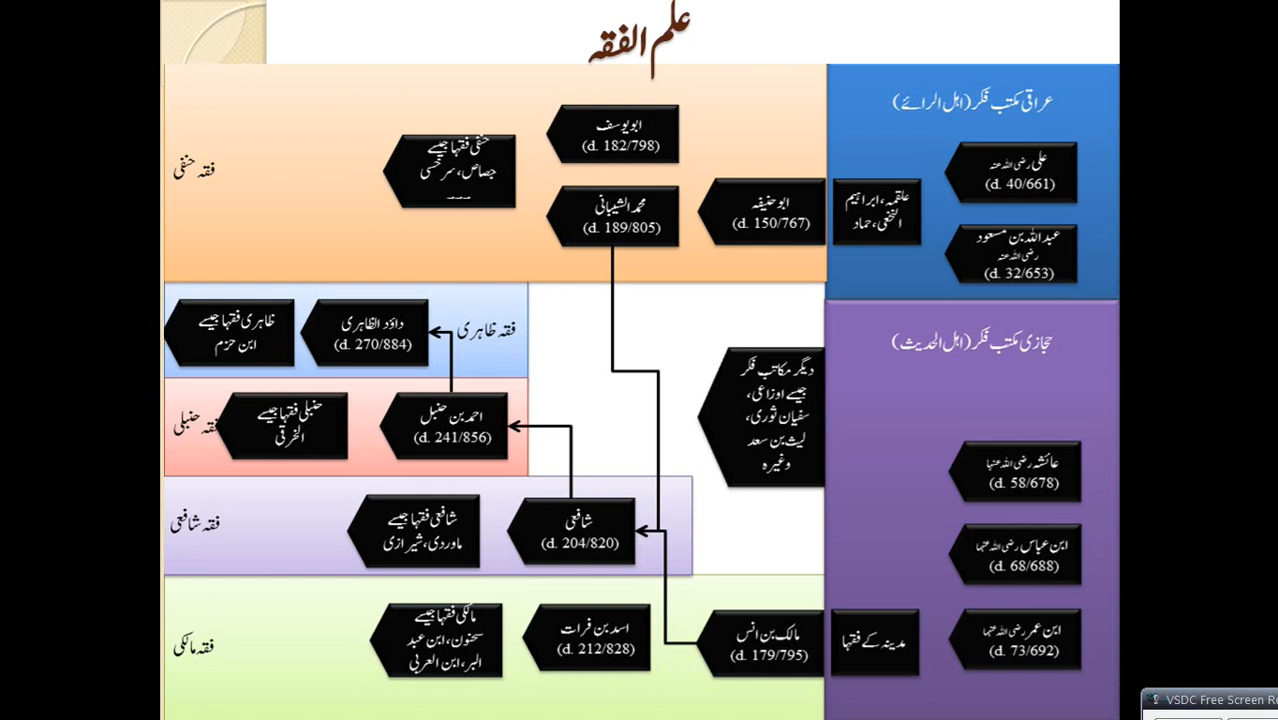 علم الفقہ
عراقی مکتب فکر (اہل الرائے)
علی رضی اللہ عنہ
(d. 40/661)
عبد اللہ بن مسعود
رضی اللہ عنہ
(d. 32/653)
علقمہ، ابراہیم
النخعی، حماد
ابو حنیفہ
(d. 150/767)
ابو یوسف
(d. 182/798)
محمد الشیبانی
(d. 189/805)
حنفی فقہا جیسے
جصاص، سرخسی
۔۔۔۔
فقہ حنفی
حجازی مکتب فکر (اہل الحدیث)
عائشہ رضی اللہ عنہا
(d. 58/678)
ابن عباس رضی اللہ عنہما
(d. 68/688)
ابن عمر رضی اللہ عنہما
(d. 73/692)
مدینہ کے فقہا
دیگر مکاتب فکر
جیسے اوزاعی،
سفیان ثوری،
لیث بن سعد
وغیرہ
فقہ ظاہری
داؤد الظاہری
(d. 270/884)
ظاہری فقہا جیسے
ابن حزم
احمد بن حنبل
(d. 241/856)
حنبلی فقہا جیسے
الخرقی
فقہ حنبلی
شافعی
(d. 204/820)
شافعی فقہا جیسے
ماوردی، شیرازی
فقہ شافعی
مالک بن انس
(d. 179/795)
اسد بن فرات
(d. 212/828)
مالکی فقہا جیسے
سحنون، ابن عبد
البر، ابن العربی
فقہ مالکی
VSDC Free Screen Re